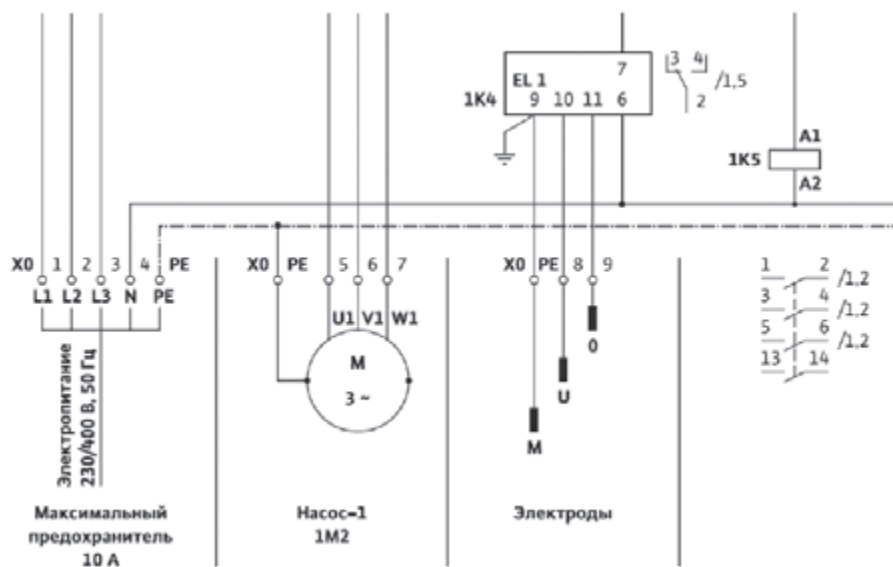 7
3 4
EL 1
/1,5
1K4
9 10 11 6
2
A1
1K5
A2
X0 1 2 3 4 PE
L1 L2 L3 N PE
X0 PE 5 6 7
U1 V1 W1
M
3 ~
X0 PE 8 9
0
U
M
1 2 /1,2
3 4 /1,2
5 6 /1,2
13 14
Электропитание
230/400 В, 50 Гц
Максимальный
предохранитель
10 А
Насос-1
1M2
Электроды